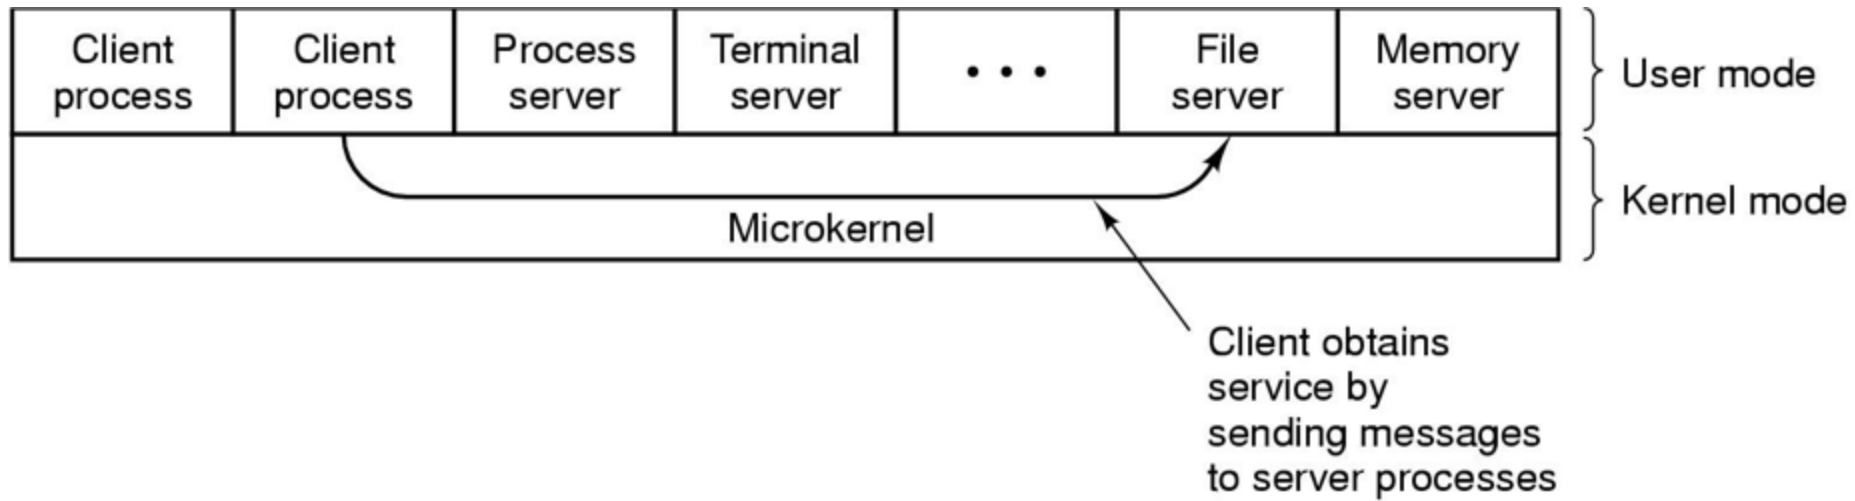 Client
process
Client
process
Process
server
Terminal
server
• • •
File
server
Memory
server
User mode
Microkernel
Kernel mode
Client obtains
service by
sending messages
to server processes